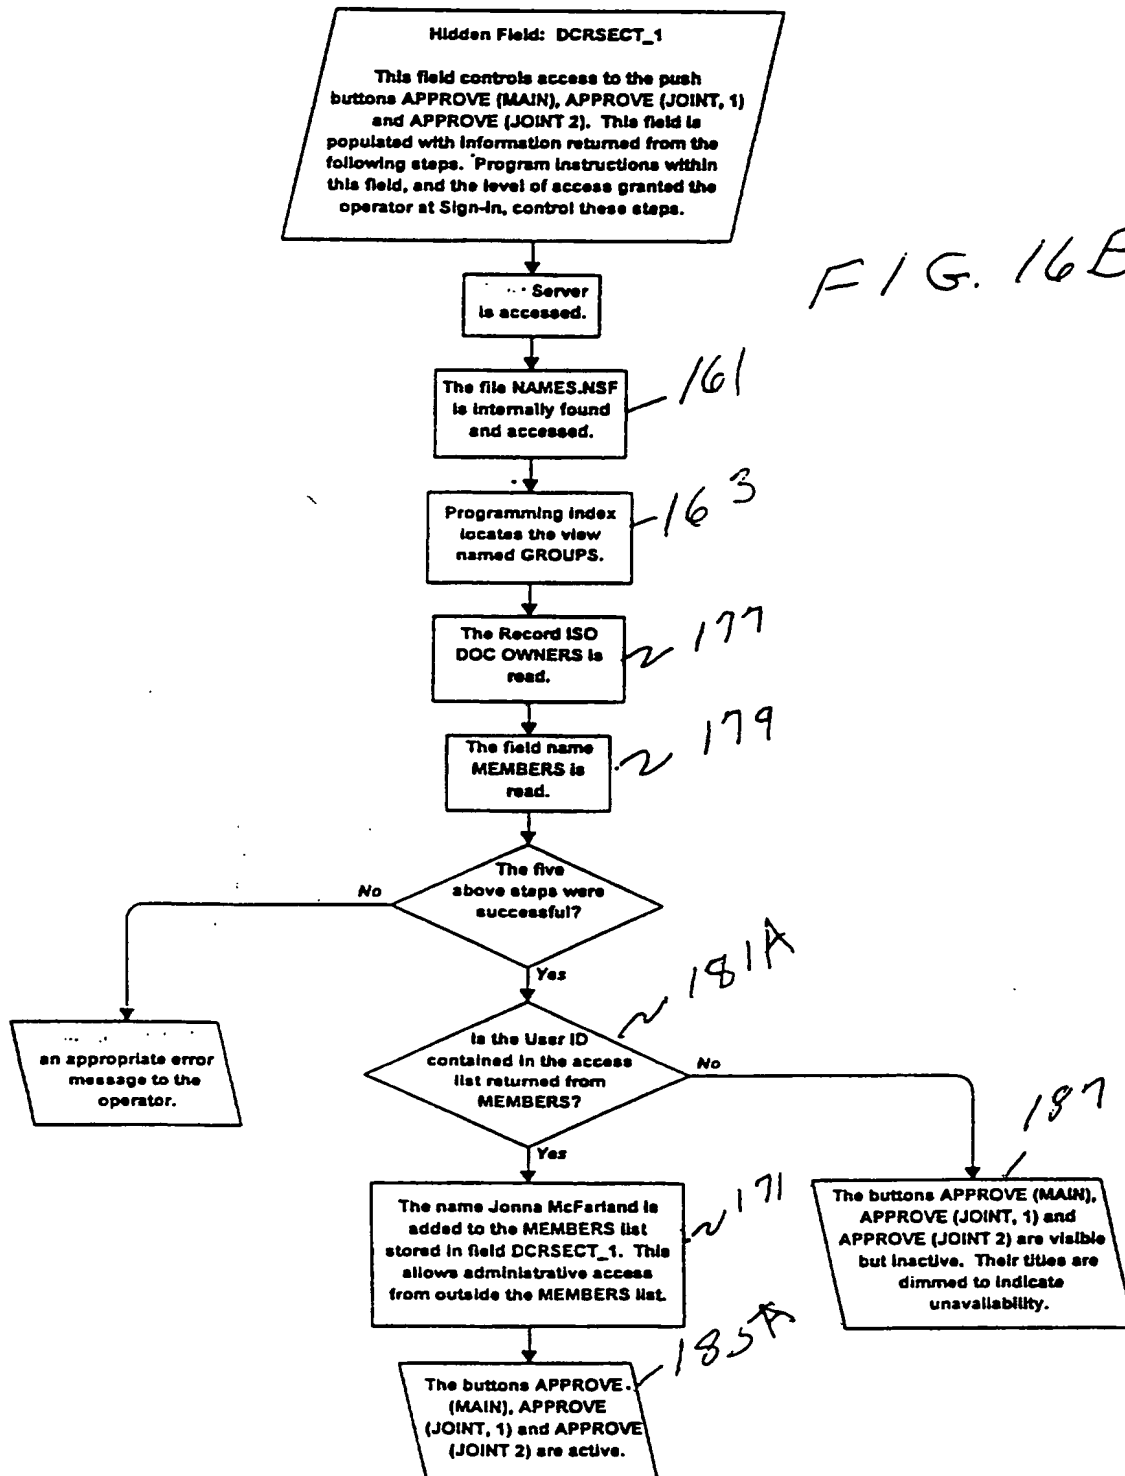 Hidden Field: DCRSECT_1
This field controls access to the push
buttons APPROVE (MAIN), APPROVE (JOINT, 1)
and APPROVE (JOINT 2). This field is
populated with information returned from the
following steps. Program instructions within
this field, and the level of access granted the
operator at Sign-in, control these steps.
FIG. 16B
Server
is accessed.
The file NAMES.NSF
is internally found
and accessed.
161
Programming index
locates the view
named GROUPS.
163
The Record ISO
DOC OWNERS is
read.
177
The field name
MEMBERS is
read.
179
The five
above steps were
successful?
No
Yes
an appropriate error
message to the
operator.
Is the User ID
contained in the access
list returned from
MEMBERS?
181A
No
Yes
The name Jonna McFarland is
added to the MEMBERS list
stored in field DCRSECT_1. This
allows administrative access
from outside the MEMBERS list.
171
The buttons APPROVE (MAIN),
APPROVE (JOINT, 1) and
APPROVE (JOINT 2) are visible
but inactive. Their titles are
dimmed to indicate
unavailability.
187
The buttons APPROVE
(MAIN), APPROVE
(JOINT, 1) and APPROVE
(JOINT 2) are active.
185A